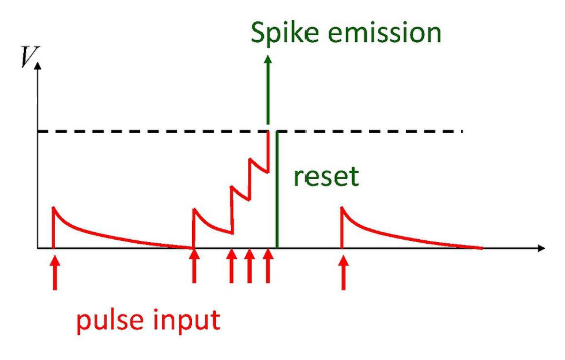 Spike emission
V
reset
pulse input